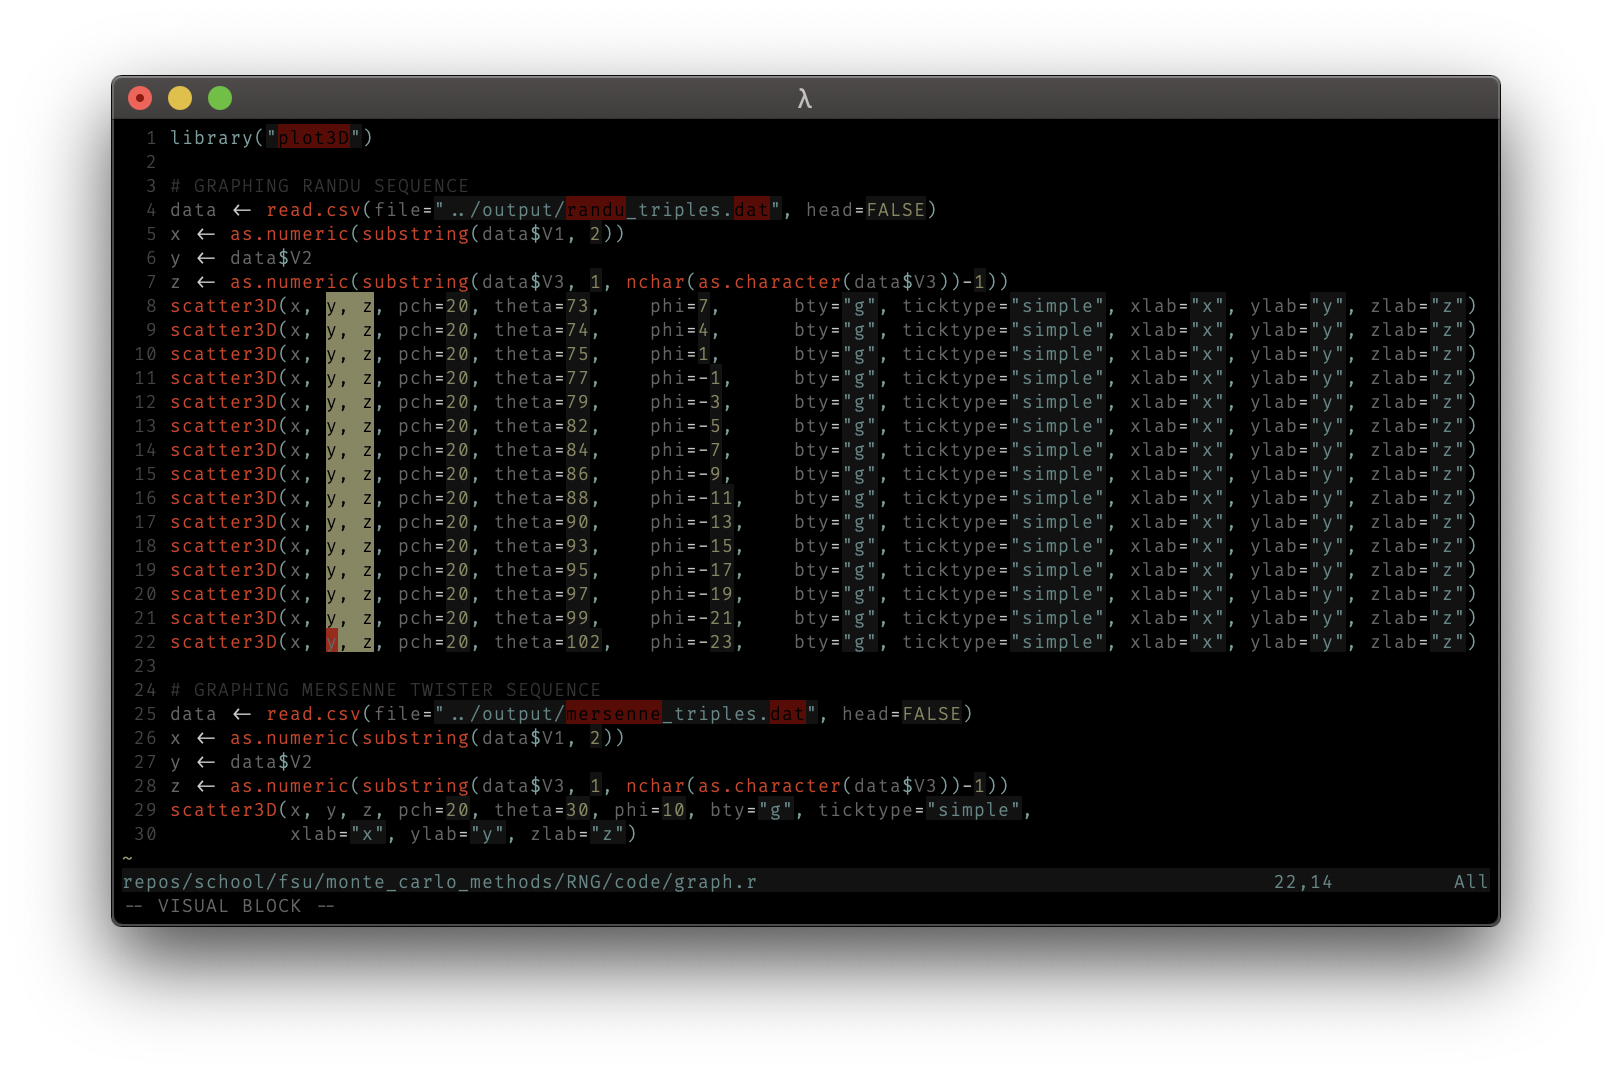 λ
1 library("plot3D")
2
3 # GRAPHING RANDU SEQUENCE
4 data <- read.csv(file="../output/randu_triples.dat", head=FALSE)
5 x <- as.numeric(substring(data$V1, 2))
6 y <- data$V2
7 z <- as.numeric(substring(data$V3, 1, nchar(as.character(data$V3))-1))
8 scatter3D(x, y, z, pch=20, theta=73,    phi=7,      bty="g", ticktype="simple", xlab="x", ylab="y", zlab="z")
9 scatter3D(x, y, z, pch=20, theta=74,    phi=4,      bty="g", ticktype="simple", xlab="x", ylab="y", zlab="z")
10 scatter3D(x, y, z, pch=20, theta=75,    phi=1,      bty="g", ticktype="simple", xlab="x", ylab="y", zlab="z")
11 scatter3D(x, y, z, pch=20, theta=77,    phi=-1,     bty="g", ticktype="simple", xlab="x", ylab="y", zlab="z")
12 scatter3D(x, y, z, pch=20, theta=79,    phi=-3,     bty="g", ticktype="simple", xlab="x", ylab="y", zlab="z")
13 scatter3D(x, y, z, pch=20, theta=82,    phi=-5,     bty="g", ticktype="simple", xlab="x", ylab="y", zlab="z")
14 scatter3D(x, y, z, pch=20, theta=84,    phi=-7,     bty="g", ticktype="simple", xlab="x", ylab="y", zlab="z")
15 scatter3D(x, y, z, pch=20, theta=86,    phi=-9,     bty="g", ticktype="simple", xlab="x", ylab="y", zlab="z")
16 scatter3D(x, y, z, pch=20, theta=88,    phi=-11,    bty="g", ticktype="simple", xlab="x", ylab="y", zlab="z")
17 scatter3D(x, y, z, pch=20, theta=90,    phi=-13,    bty="g", ticktype="simple", xlab="x", ylab="y", zlab="z")
18 scatter3D(x, y, z, pch=20, theta=93,    phi=-15,    bty="g", ticktype="simple", xlab="x", ylab="y", zlab="z")
19 scatter3D(x, y, z, pch=20, theta=95,    phi=-17,    bty="g", ticktype="simple", xlab="x", ylab="y", zlab="z")
20 scatter3D(x, y, z, pch=20, theta=97,    phi=-19,    bty="g", ticktype="simple", xlab="x", ylab="y", zlab="z")
21 scatter3D(x, y, z, pch=20, theta=99,    phi=-21,    bty="g", ticktype="simple", xlab="x", ylab="y", zlab="z")
22 scatter3D(x, y, z, pch=20, theta=102,   phi=-23,    bty="g", ticktype="simple", xlab="x", ylab="y", zlab="z")
23
24 # GRAPHING MERSENNE TWISTER SEQUENCE
25 data <- read.csv(file="../output/mersenne_triples.dat", head=FALSE)
26 x <- as.numeric(substring(data$V1, 2))
27 y <- data$V2
28 z <- as.numeric(substring(data$V3, 1, nchar(as.character(data$V3))-1))
29 scatter3D(x, y, z, pch=20, theta=30, phi=10, bty="g", ticktype="simple",
30           xlab="x", ylab="y", zlab="z")
~
repos/school/fsu/monte_carlo_methods/RNG/code/graph.r 22,14 All
-- VISUAL BLOCK --